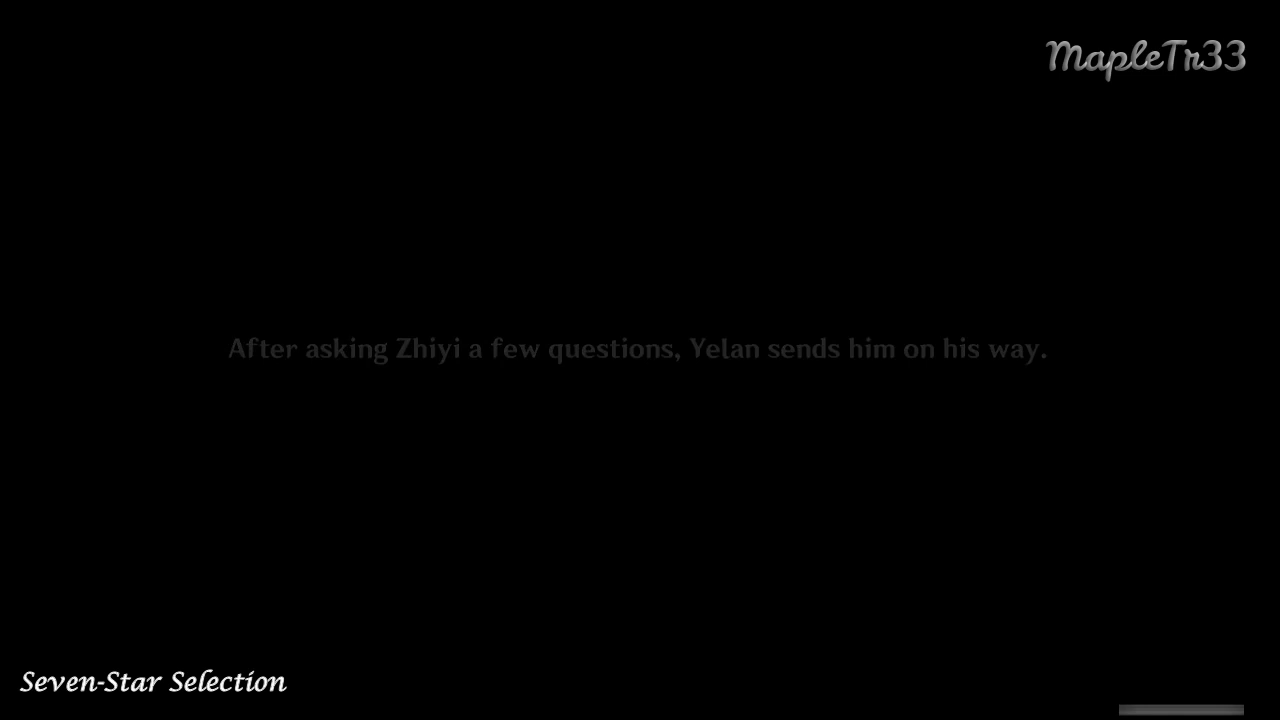 MapleTr33
After asking Zhiyi a few questions, Yelan sends him on his way.
Seven-Star Selection